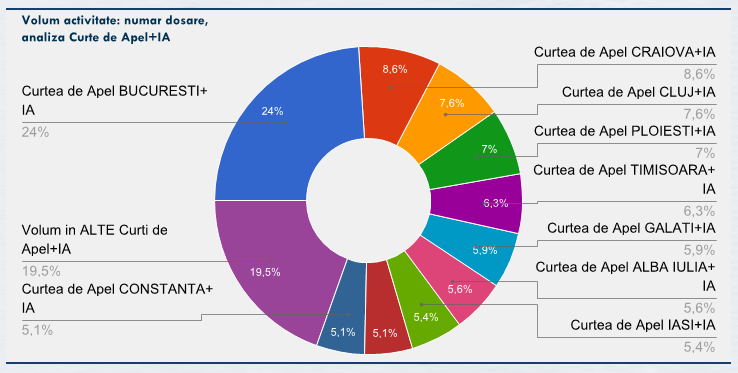 Volum activitate: numar dosare,
analiza Curte de Apel+IA
Curtea de Apel BUCURESTI+
IA
24%
Volum in ALTE Curti de
Apel+IA
19,5%
Curtea de Apel CONSTANTA+
IA
5,1%
24%
8,6%
7,6%
7%
6,3%
5,9%
5,6%
5,4%
5,1%
5,1%
19,5%
Curtea de Apel CRAIOVA+IA
8,6%
Curtea de Apel CLUJ+IA
7,6%
Curtea de Apel PLOIESTI+IA
7%
Curtea de Apel TIMISOARA+
IA
6,3%
Curtea de Apel GALATI+IA
5,9%
Curtea de Apel ALBA IULIA+
IA
5,6%
Curtea de Apel IASI+IA
5,4%